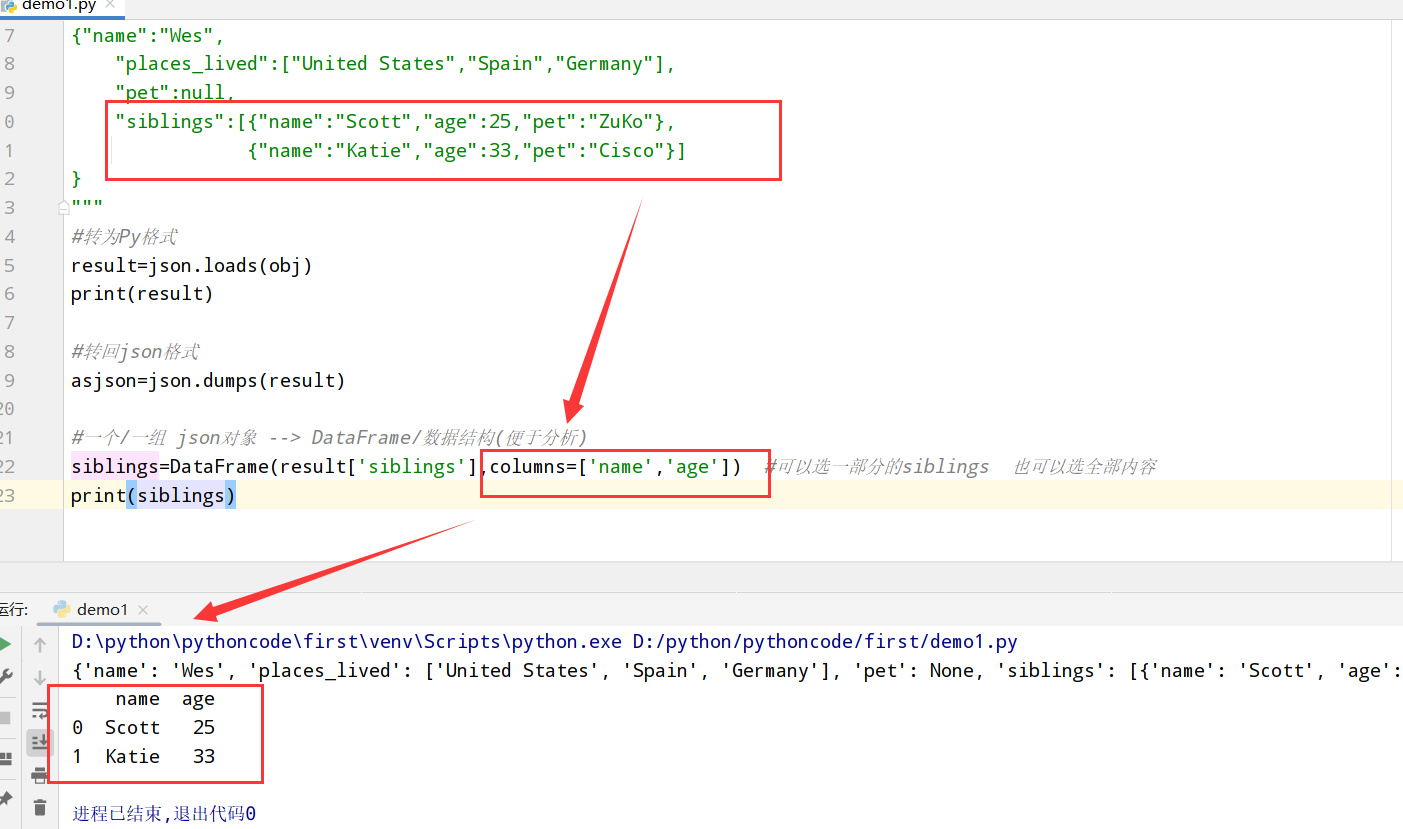 demo1.py
7 {"name":"Wes",
8 "places_lived":["United States","Spain","Germany"],
9 "pet":null,
0 "siblings":[{"name":"Scott","age":25,"pet":"ZuKo"},
1 {"name":"Katie","age":33,"pet":"Cisco"}]
2 }
3 """
4 #转为Py格式
5 result=json.loads(obj)
6 print(result)
7
8 #转回json格式
9 asjson=json.dumps(result)
20
21 #一个/一组 json对象 --> DataFrame/数据结构(便于分析)
22 siblings=DataFrame(result['siblings'],columns=['name','age']) #可以选一部分的siblings 也可以选全部内容
23 print(siblings)
运行: demo1
D:\python\pythoncode\first\venv\Scripts\python.exe D:/python/pythoncode/first/demo1.py
{'name': 'Wes', 'places_lived': ['United States', 'Spain', 'Germany'], 'pet': None, 'siblings': [{'name': 'Scott', 'age':
name age
0 Scott 25
1 Katie 33
进程已结束,退出代码0